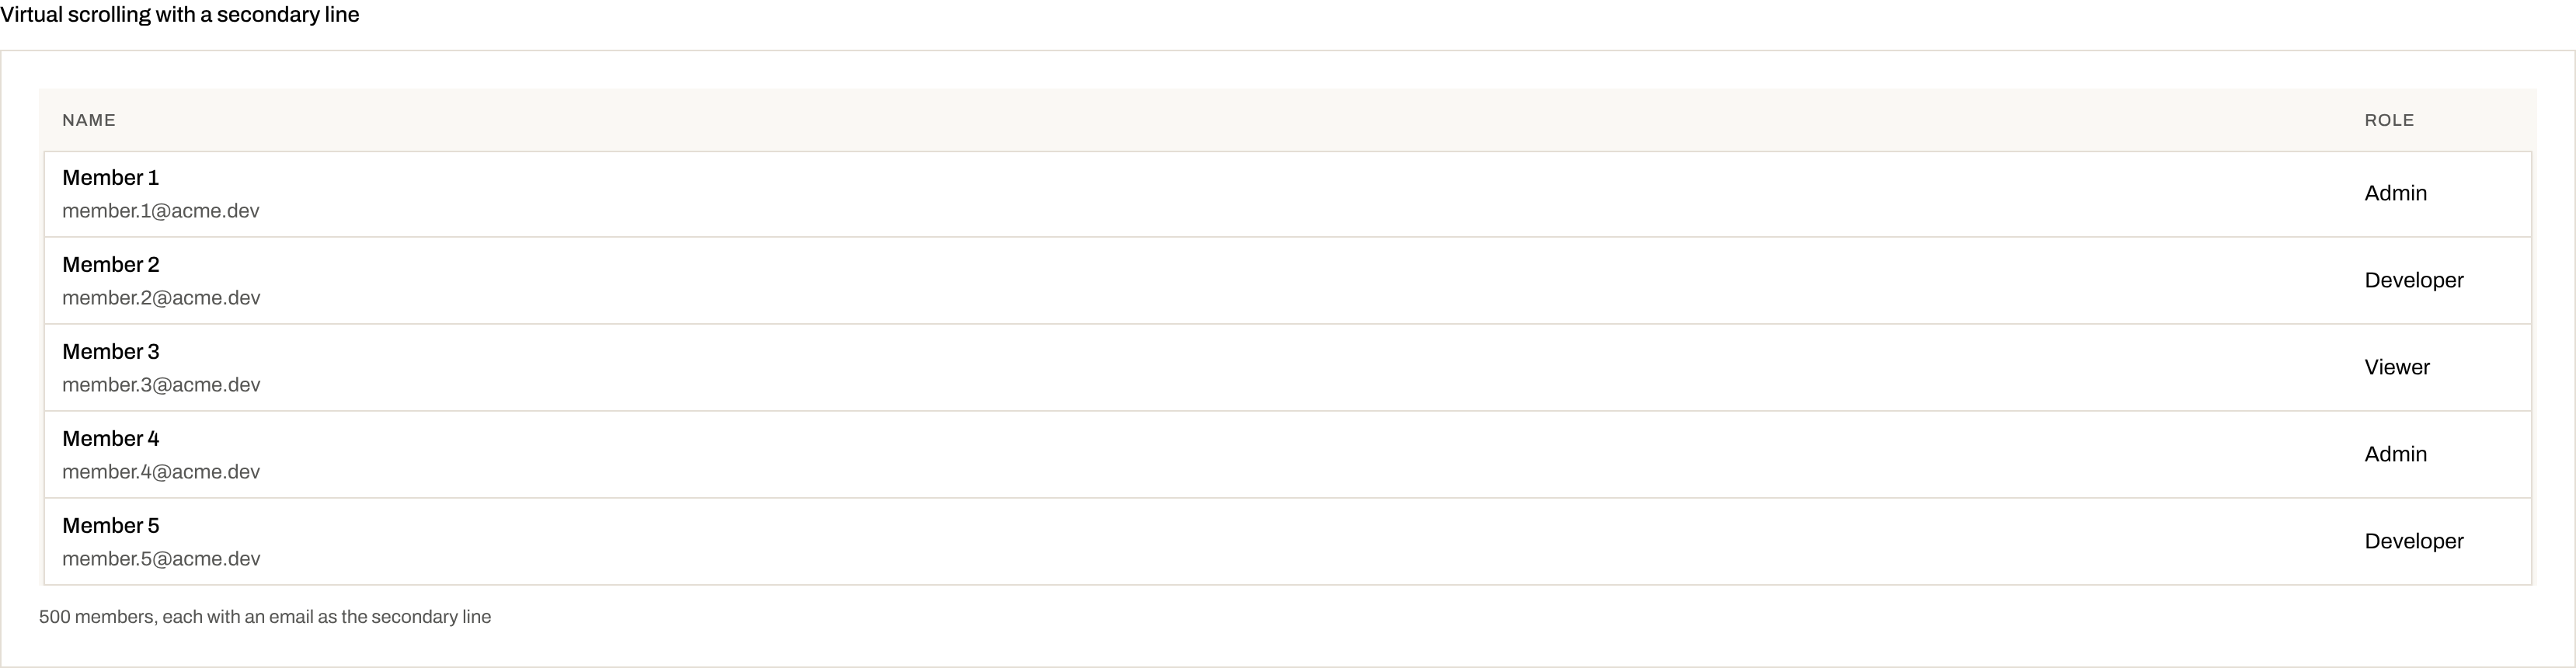 Virtual scrolling with a secondary line
NAME ROLE
Member 1
member.1@acme.dev
Admin
Member 2
member.2@acme.dev
Developer
Member 3
member.3@acme.dev
Viewer
Member 4
member.4@acme.dev
Admin
Member 5
member.5@acme.dev
Developer
500 members, each with an email as the secondary line